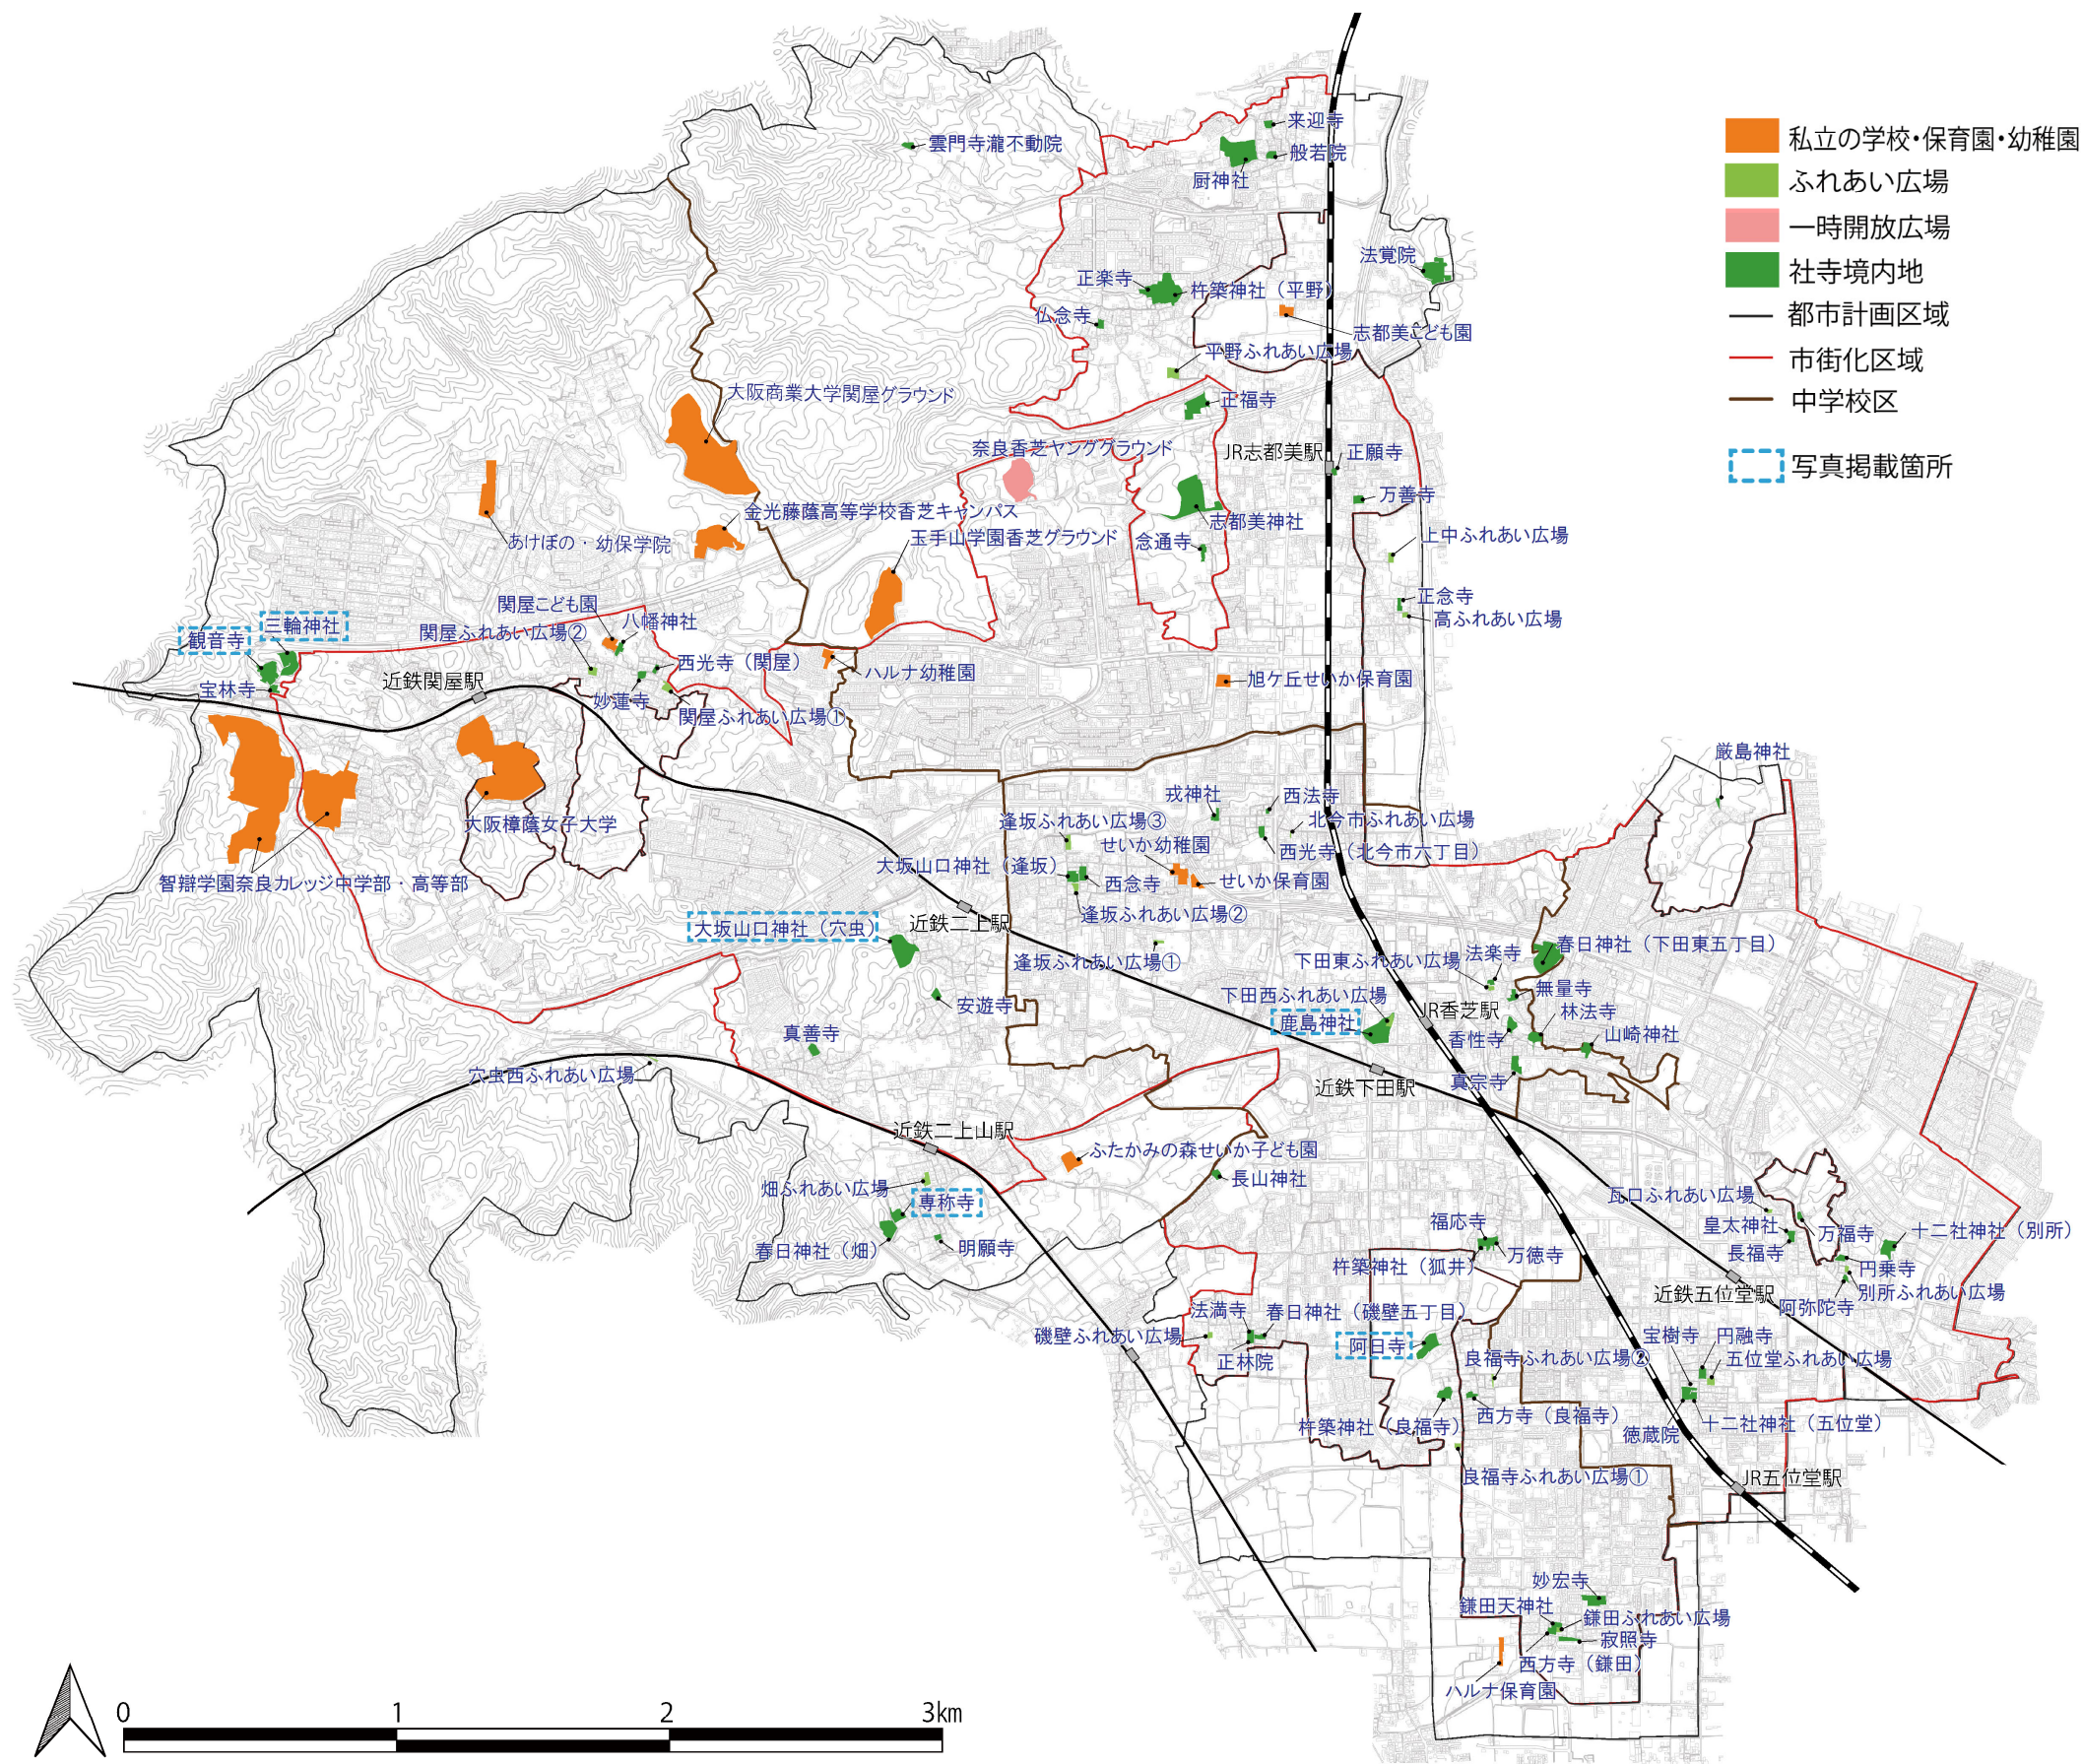 私立の学校・保育園・幼稚園
ふれあい広場
一時開放広場
社寺境内地
都市計画区域
市街化区域
中学校区
写真掲載箇所
来迎寺
雲門寺瀧不動院
般若院
厨神社
法覚院
正楽寺
杵築神社（平野）
仏念寺
志都美こども園
平野ふれあい広場
大阪商業大学関屋グラウンド
正福寺
奈良香芝ヤンググラウンド
JR志都美駅
正願寺
万善寺
金光藤蔭高等学校香芝キャンパス
志都美神社
玉手山学園香芝グラウンド
念通寺
上中ふれあい広場
あけぼの・幼保学院
正念寺
高ふれあい広場
関屋こども園
八幡神社
三輪神社
関屋ふれあい広場②
観音寺
西光寺（関屋）
ハルナ幼稚園
旭ケ丘せいか保育園
宝林寺
近鉄関屋駅
妙蓮寺
関屋ふれあい広場①
厳島神社
戎神社
西法寺
逢坂ふれあい広場③
北今市ふれあい広場
大阪樟蔭女子大学
せいか幼稚園
西光寺（北今市六丁目）
大坂山口神社（逢坂）
西念寺
せいか保育園
智辯学園奈良カレッジ中学部・高等部
逢坂ふれあい広場②
大坂山口神社（穴虫）
近鉄二上駅
春日神社（下田東五丁目）
法楽寺
逢坂ふれあい広場①
下田東ふれあい広場
無量寺
下田西ふれあい広場
安遊寺
JR香芝駅
林法寺
鹿島神社
真善寺
香性寺
山崎神社
穴虫西ふれあい広場
真宗寺
近鉄下田駅
近鉄二上山駅
ふたかみの森せいか子ども園
長山神社
畑ふれあい広場
専称寺
瓦口ふれあい広場
福応寺
皇太神社
万福寺
十二社神社（別所）
春日神社（畑）
明願寺
万徳寺
長福寺
杵築神社（狐井）
円乗寺
近鉄五位堂駅
別所ふれあい広場
阿弥陀寺
法満寺
春日神社（磯壁五丁目）
磯壁ふれあい広場
宝樹寺
円融寺
阿日寺
正林院
良福寺ふれあい広場②
五位堂ふれあい広場
杵築神社（良福寺）
西方寺（良福寺）
十二社神社（五位堂）
徳蔵院
良福寺ふれあい広場①
JR五位堂駅
妙宏寺
鎌田天神社
鎌田ふれあい広場
寂照寺
西方寺（鎌田）
ハルナ保育園
0 1 2 3km